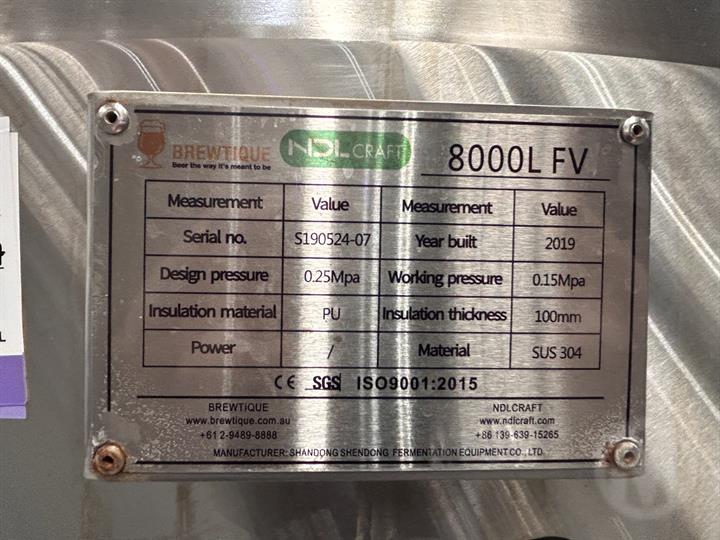 BREWTIQUE
Beer the way it's meant to be
NDL CRAFT
8000L FV
Measurement Value Measurement Value
Serial no. S190524-07 Year built 2019
Design pressure 0.25Mpa Working pressure 0.15Mpa
Insulation material PU Insulation thickness 100mm
Power / Material SUS 304
CE SGS ISO9001:2015
BREWTIQUE NDLCRAFT
www.brewtique.com.au www.ndlcraft.com
+61 2-9489-8888 +86 139-639-15265
MANUFACTURER: SHANDONG SHENDONG FERMENTATION EQUIPMENT CO., LTD